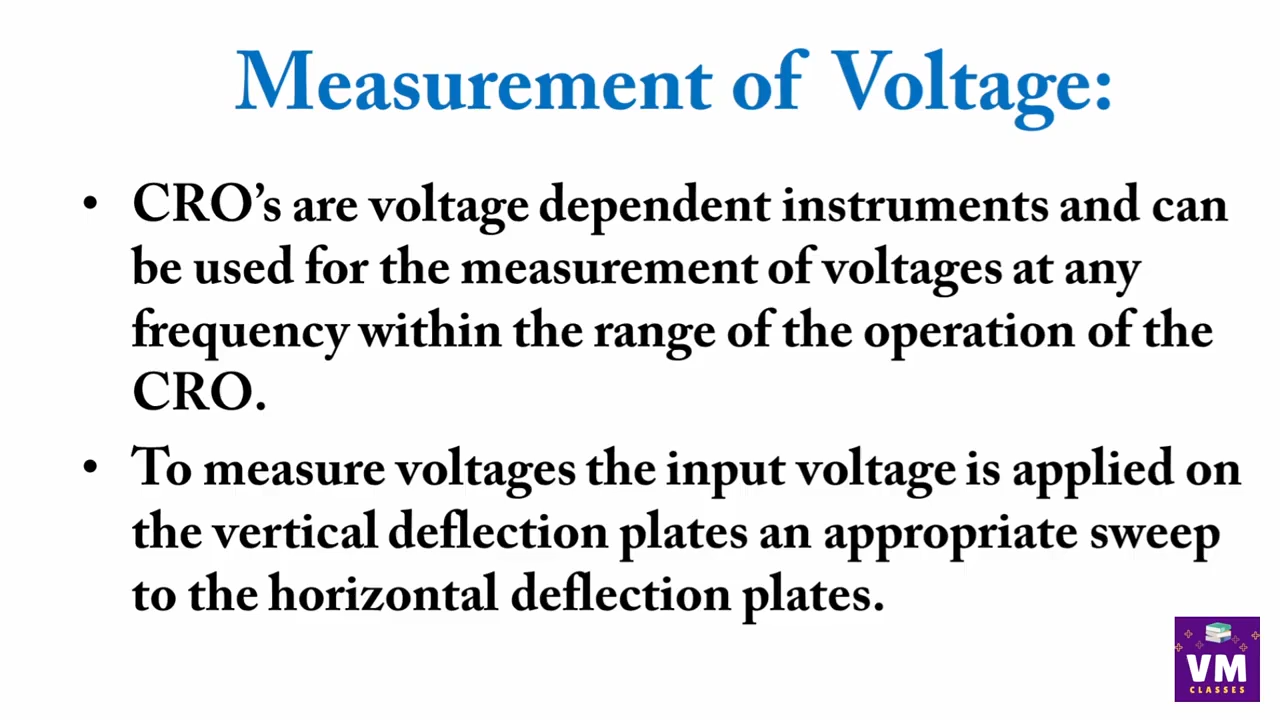 Measurement of Voltage:
• CRO’s are voltage dependent instruments and can
be used for the measurement of voltages at any
frequency within the range of the operation of the
CRO.
• To measure voltages the input voltage is applied on
the vertical deflection plates an appropriate sweep
to the horizontal deflection plates.
VM
CLASSES